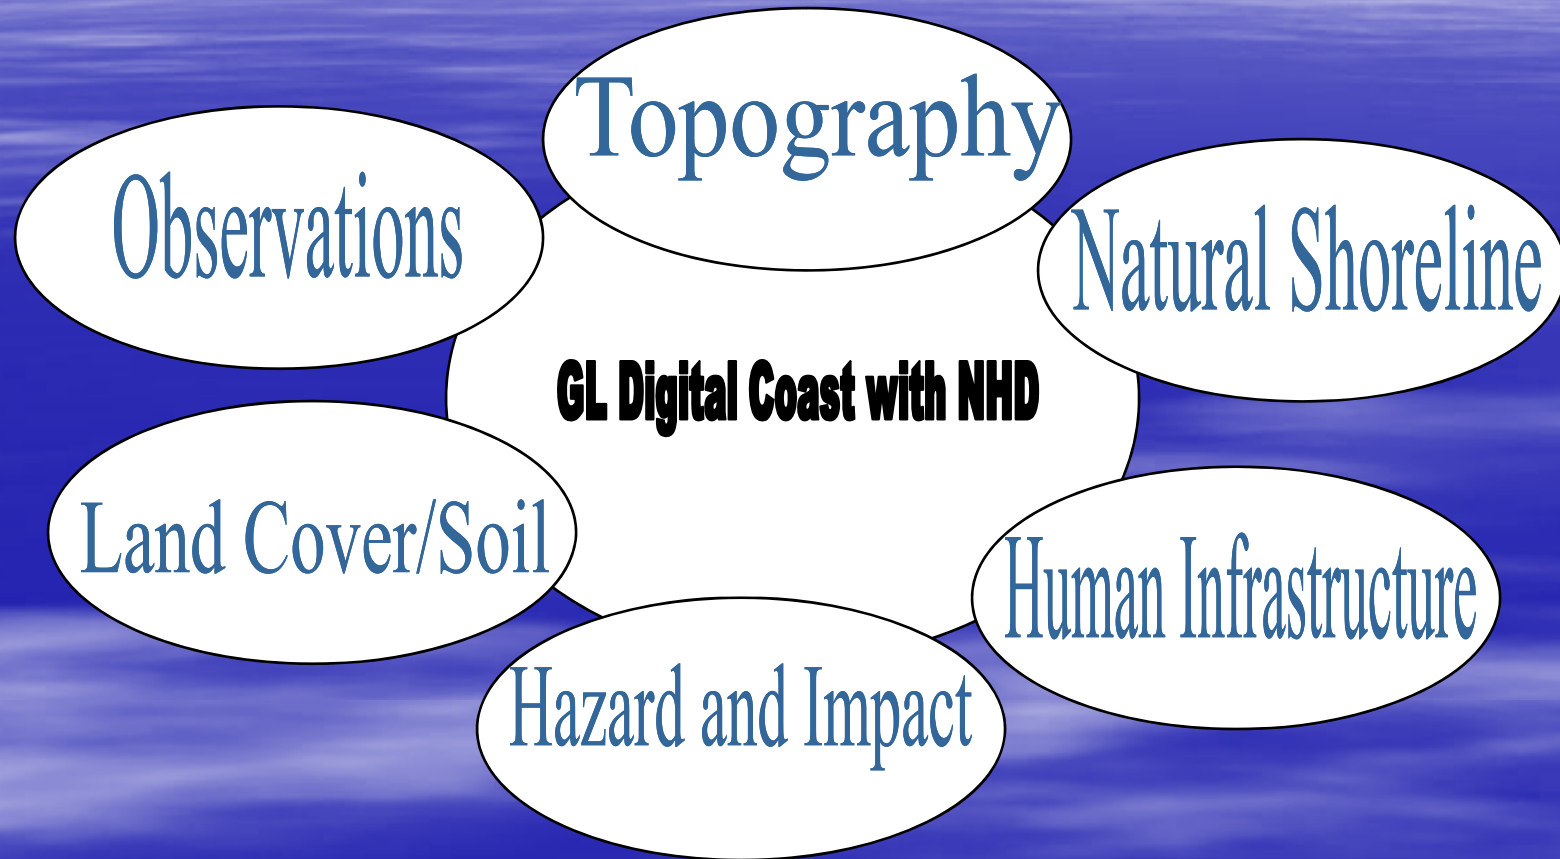 Topography
Observations
Natural Shoreline
GL Digital Coast with NHD
Land Cover/Soil
Human Infrastructure
Hazard and Impact